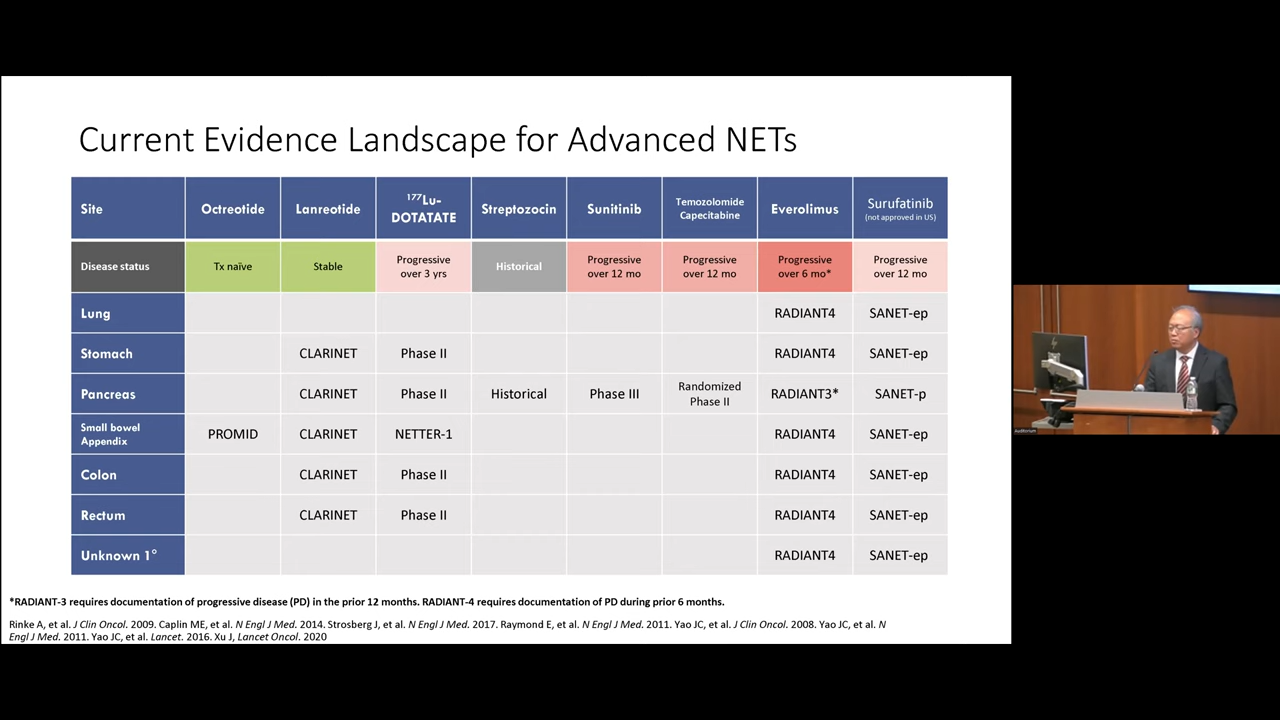 Current Evidence Landscape for Advanced NETs
Site
Octreotide
Lanreotide
¹⁷⁷Lu-
DOTATATE
Streptozocin
Sunitinib
Temozolomide
Capecitabine
Everolimus
Surufatinib
(not approved in US)
Disease status
Tx naïve
Stable
Progressive
over 3 yrs
Historical
Progressive
over 12 mo
Progressive
over 12 mo
Progressive
over 6 mo*
Progressive
over 12 mo
Lung
RADIANT4
SANET-ep
Stomach
CLARINET
Phase II
RADIANT4
SANET-ep
Pancreas
CLARINET
Phase II
Historical
Phase III
Randomized
Phase II
RADIANT3*
SANET-p
Small bowel
Appendix
PROMID
CLARINET
NETTER-1
RADIANT4
SANET-ep
Colon
CLARINET
Phase II
RADIANT4
SANET-ep
Rectum
CLARINET
Phase II
RADIANT4
SANET-ep
Unknown 1°
RADIANT4
SANET-ep
*RADIANT-3 requires documentation of progressive disease (PD) in the prior 12 months. RADIANT-4 requires documentation of PD during prior 6 months.
Rinke A, et al. J Clin Oncol. 2009. Caplin ME, et al. N Engl J Med. 2014. Strosberg J, et al. N Engl J Med. 2017. Raymond E, et al. N Engl J Med. 2011. Yao JC, et al. J Clin Oncol. 2008. Yao JC, et al. N
Engl J Med. 2011. Yao JC, et al. Lancet. 2016. Xu J, Lancet Oncol. 2020
Auditorium